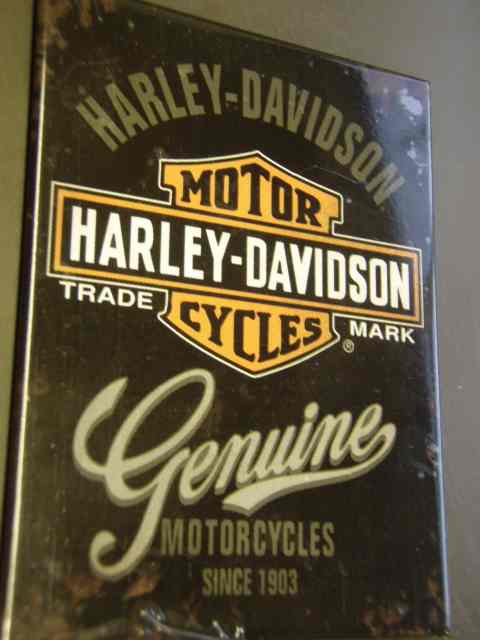 HARLEY-DAVIDSON
MOTOR
HARLEY-DAVIDSON
TRADE MARK
CYCLES
®
Genuine
MOTORCYCLES
SINCE 1903